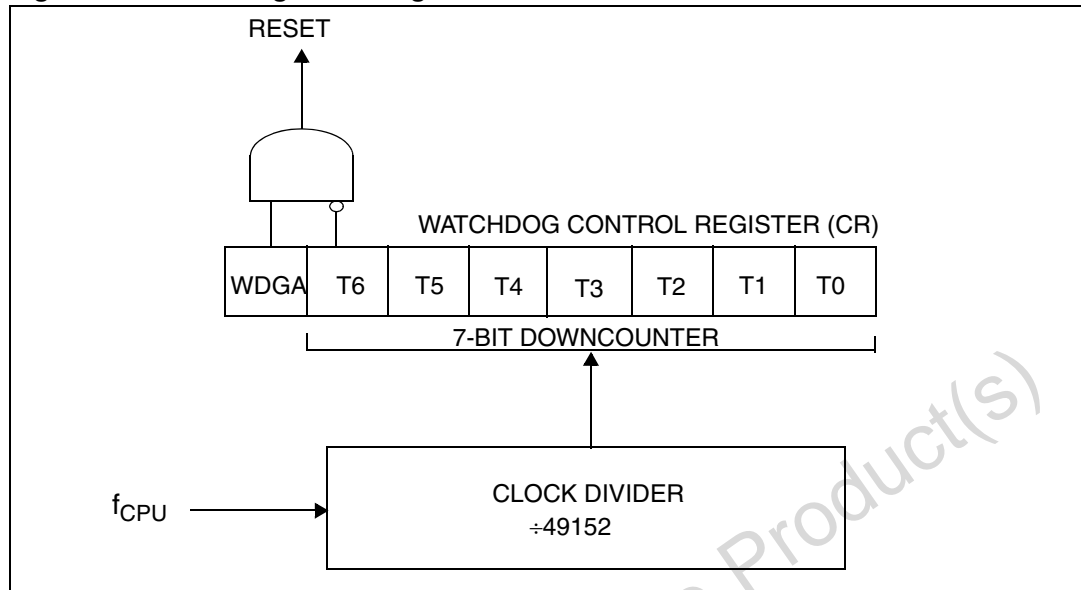 RESET
WATCHDOG CONTROL REGISTER (CR)
WDGA T6 T5 T4 T3 T2 T1 T0
7-BIT DOWNCOUNTER
fCPU
CLOCK DIVIDER
÷49152
Product(s)